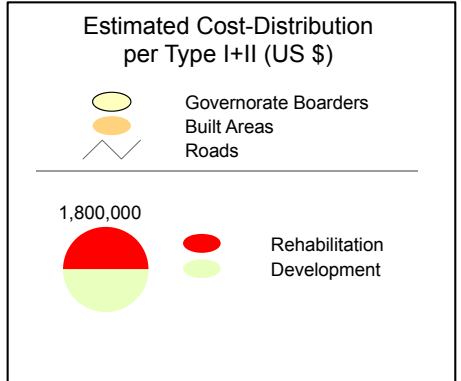 Estimated Cost-Distribution
per Type I+II (US $)
Governorate Boarders
Built Areas
Roads
1,800,000
Rehabilitation
Development